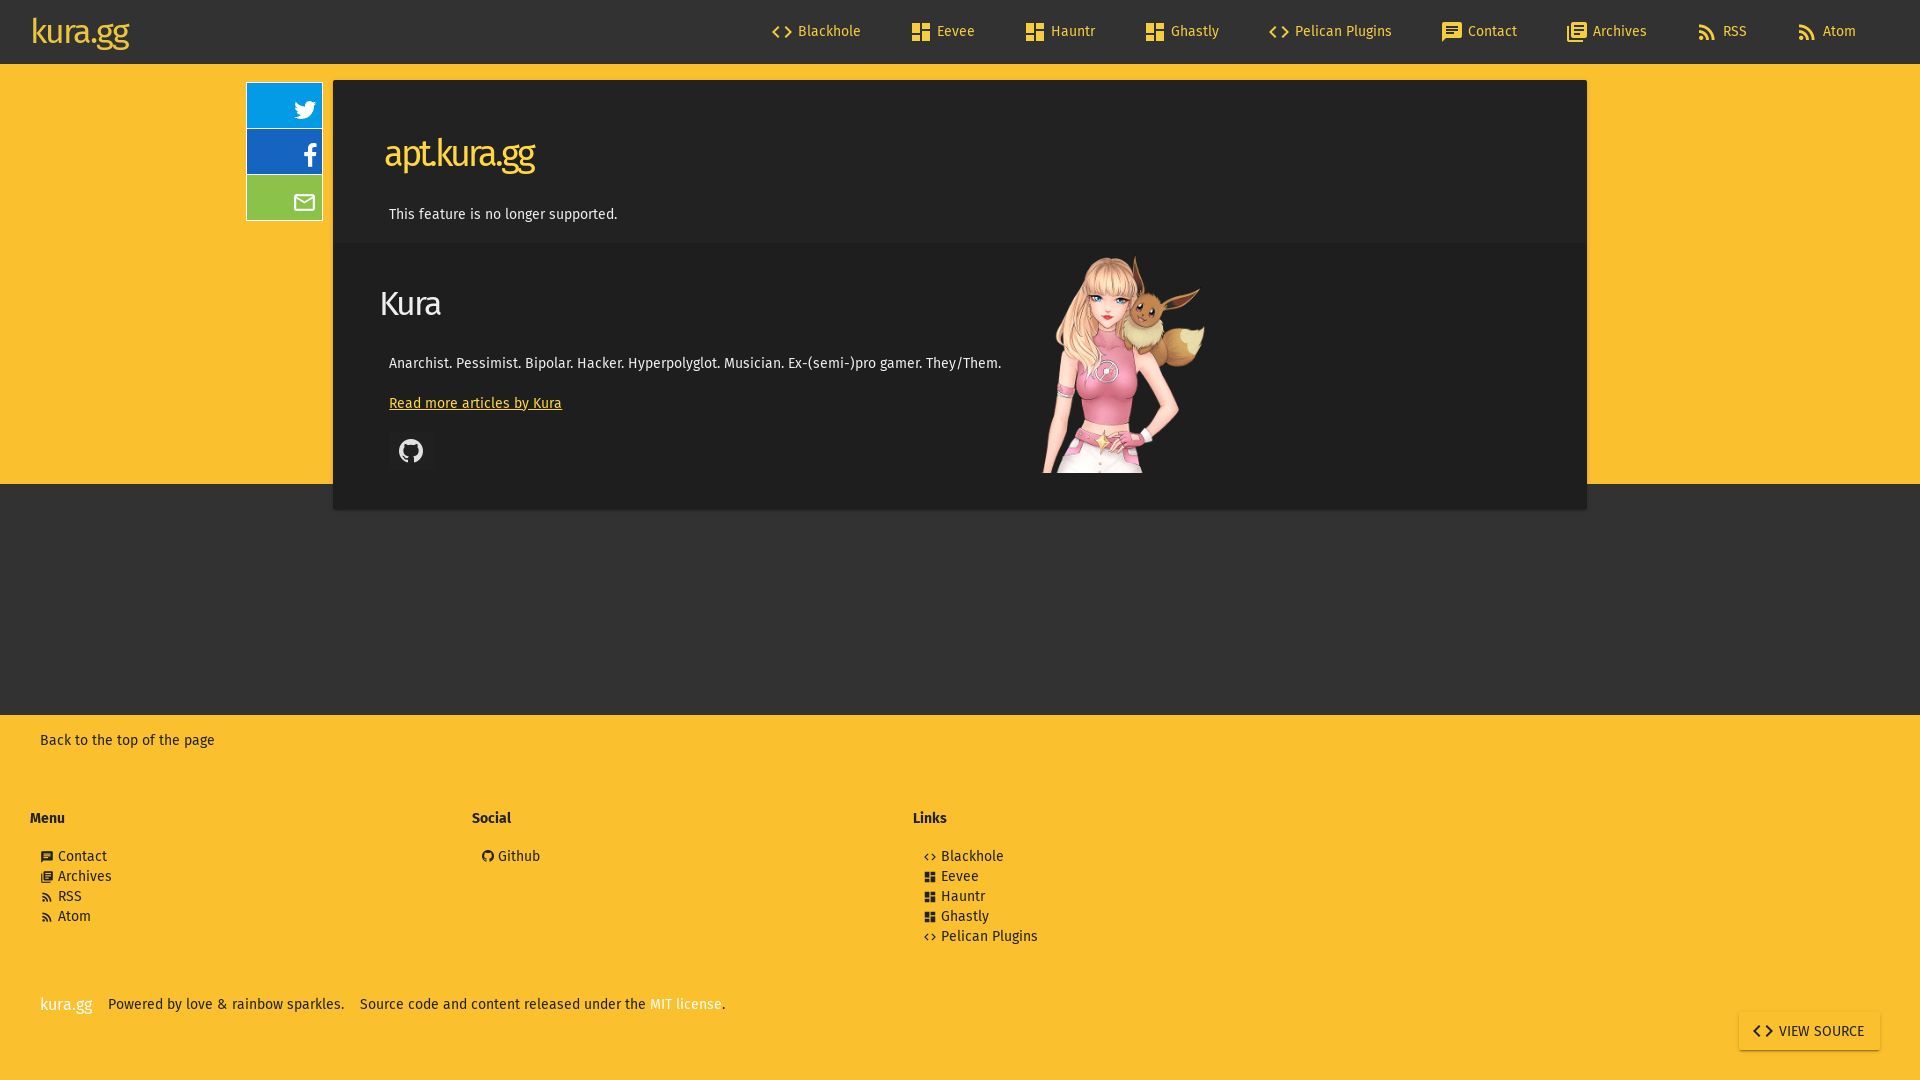 kura.gg
Blackhole
Eevee
Hauntr
Ghastly
Pelican Plugins
Contact
Archives
RSS
Atom
apt.kura.gg
This feature is no longer supported.
Kura
Anarchist. Pessimist. Bipolar. Hacker. Hyperpolyglot. Musician. Ex-(semi-)pro gamer. They/Them.
Read more articles by Kura
Back to the top of the page
Menu
Contact
Archives
RSS
Atom
Social
Github
Links
Blackhole
Eevee
Hauntr
Ghastly
Pelican Plugins
kura.gg Powered by love & rainbow sparkles. Source code and content released under the MIT license.
VIEW SOURCE